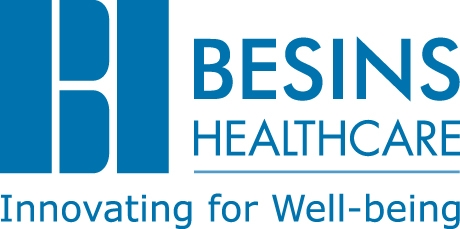 BESINS
HEALTHCARE
Innovating for Well-being